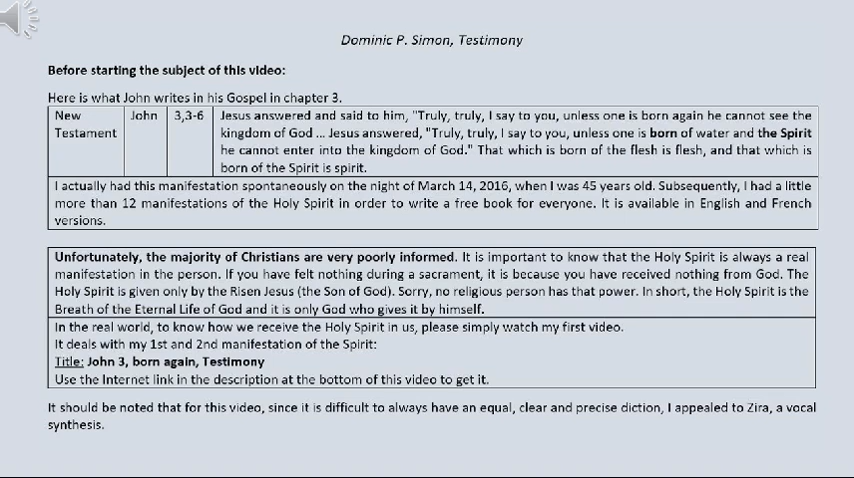 Dominic P. Simon, Testimony
Before starting the subject of this video:
Here is what John writes in his Gospel in chapter 3.
New Testament John 3,3-6 Jesus answered and said to him, "Truly, truly, I say to you, unless one is born again he cannot see the
kingdom of God ... Jesus answered, "Truly, truly, I say to you, unless one is born of water and the Spirit
he cannot enter into the kingdom of God." That which is born of the flesh is flesh, and that which is
born of the Spirit is spirit.
I actually had this manifestation spontaneously on the night of March 14, 2016, when I was 45 years old. Subsequently, I had a little
more than 12 manifestations of the Holy Spirit in order to write a free book for everyone. It is available in English and French
versions.
Unfortunately, the majority of Christians are very poorly informed. It is important to know that the Holy Spirit is always a real
manifestation in the person. If you have felt nothing during a sacrament, it is because you have received nothing from God. The
Holy Spirit is given only by the Risen Jesus (the Son of God). Sorry, no religious person has that power. In short, the Holy Spirit is the
Breath of the Eternal Life of God and it is only God who gives it by himself.
In the real world, to know how we receive the Holy Spirit in us, please simply watch my first video.
It deals with my 1st and 2nd manifestation of the Spirit:
Title: John 3, born again, Testimony
Use the Internet link in the description at the bottom of this video to get it.
It should be noted that for this video, since it is difficult to always have an equal, clear and precise diction, I appealed to Zira, a vocal
synthesis.